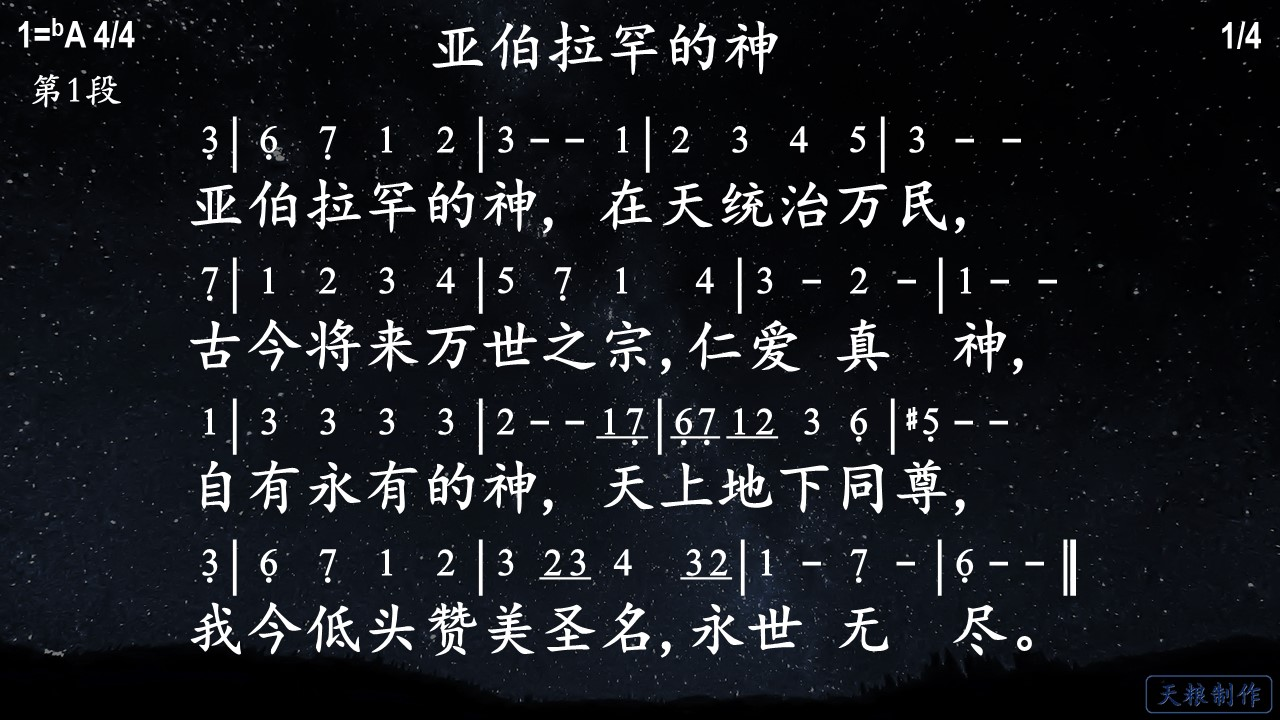 1=ᵇA 4/4
亚伯拉罕的神
1/4
第1段
3̣| 6̣ 7̣ 1 2 |3 – – 1| 2 3 4 5| 3 – –
亚伯拉罕的神, 在天统治万民,
7̣| 1 2 3 4 |5 7̣ 1 4 |3 – 2 – |1 – –
古今将来万世之宗,仁爱 真 神,
1| 3 3 3 3 |2 – – 17̣ |6̣7̣ 12 3 6̣ |#5̣ – –
自有永有的神, 天上地下同尊,
3̣| 6̣ 7̣ 1 2 |3 23 4 32 |1 – 7̣ – |6̣ – – ‖
我今低头赞美圣名,永世 无 尽。
天粮制作